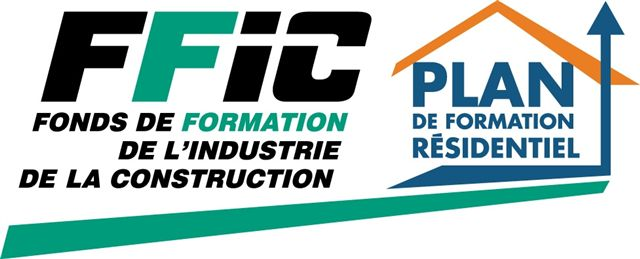 FFiC
FONDS DE FORMATION
DE L'INDUSTRIE
DE LA CONSTRUCTION
PLAN
DE FORMATION
RÉSIDENTIEL